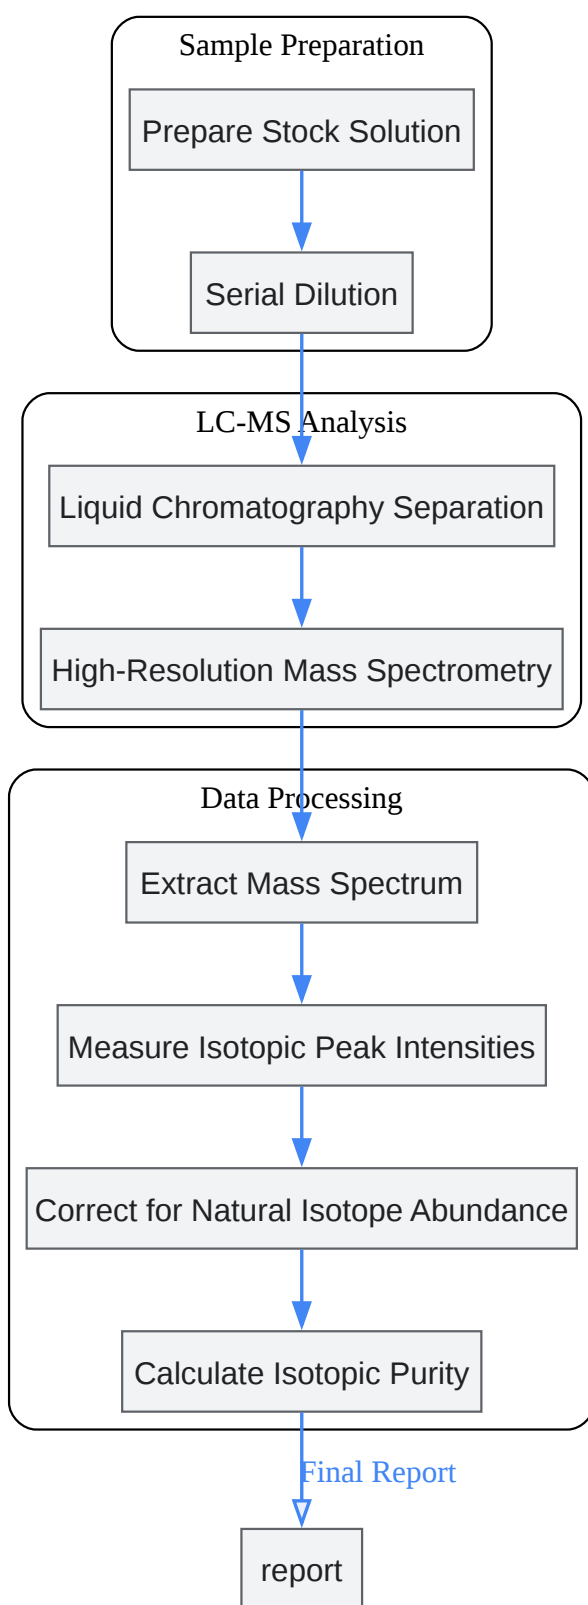 Sample Preparation
Prepare Stock Solution
Serial Dilution
LC-MS Analysis
Liquid Chromatography Separation
High-Resolution Mass Spectrometry
Data Processing
Extract Mass Spectrum
Measure Isotopic Peak Intensities
Correct for Natural Isotope Abundance
Calculate Isotopic Purity
Final Report
report